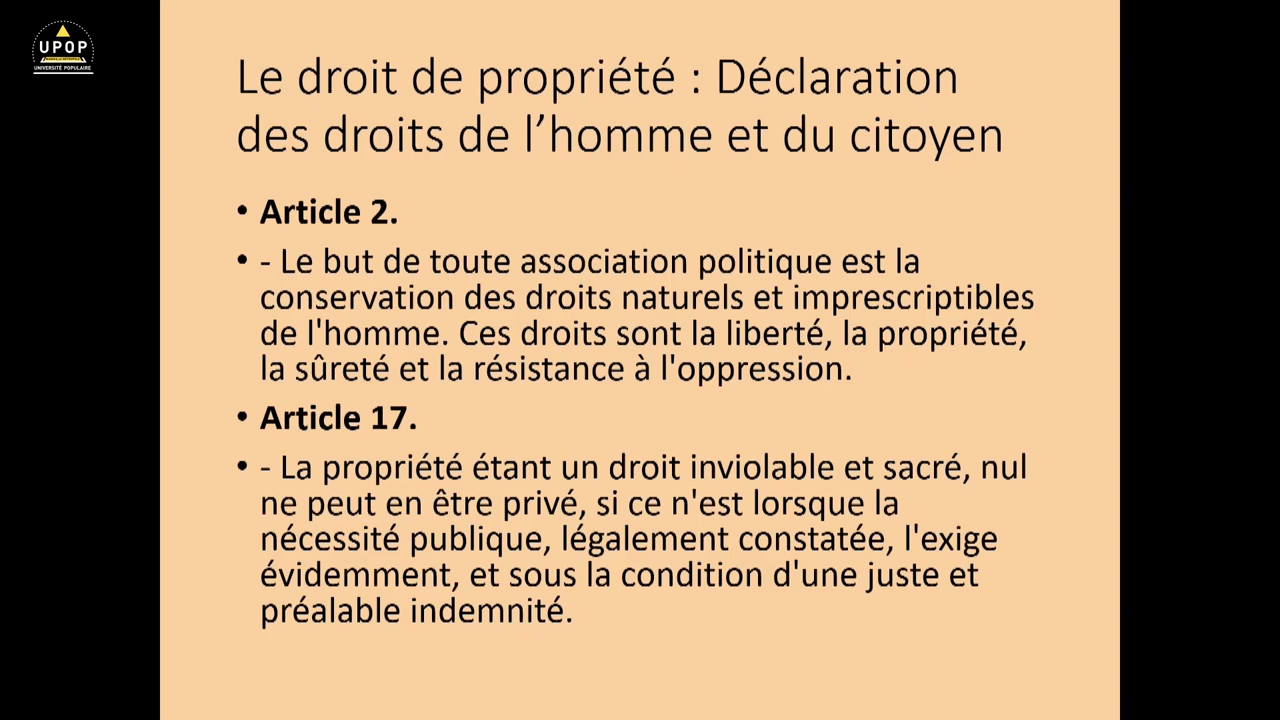 UPOP
UNIVERSITÉ POPULAIRE
Le droit de propriété : Déclaration
des droits de l’homme et du citoyen
• Article 2.
• - Le but de toute association politique est la
conservation des droits naturels et imprescriptibles
de l'homme. Ces droits sont la liberté, la propriété,
la sûreté et la résistance à l'oppression.
• Article 17.
• - La propriété étant un droit inviolable et sacré, nul
ne peut en être privé, si ce n'est lorsque la
nécessité publique, légalement constatée, l'exige
évidemment, et sous la condition d'une juste et
préalable indemnité.